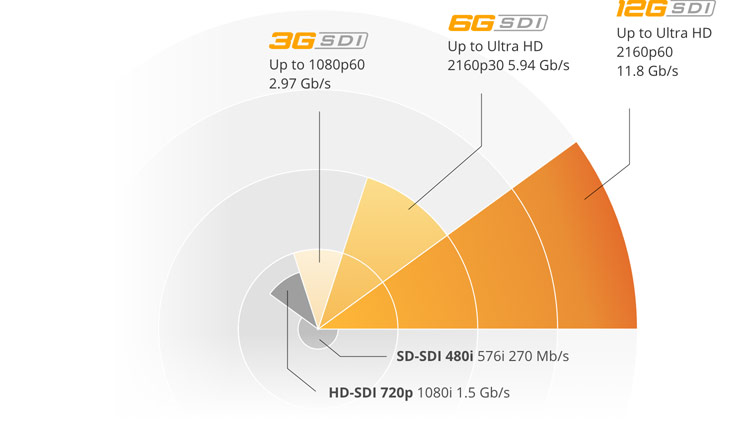 3G SDI
Up to 1080p60
2.97 Gb/s
6G SDI
Up to Ultra HD
2160p30 5.94 Gb/s
12G SDI
Up to Ultra HD
2160p60
11.8 Gb/s
SD-SDI 480i 576i 270 Mb/s
HD-SDI 720p 1080i 1.5 Gb/s